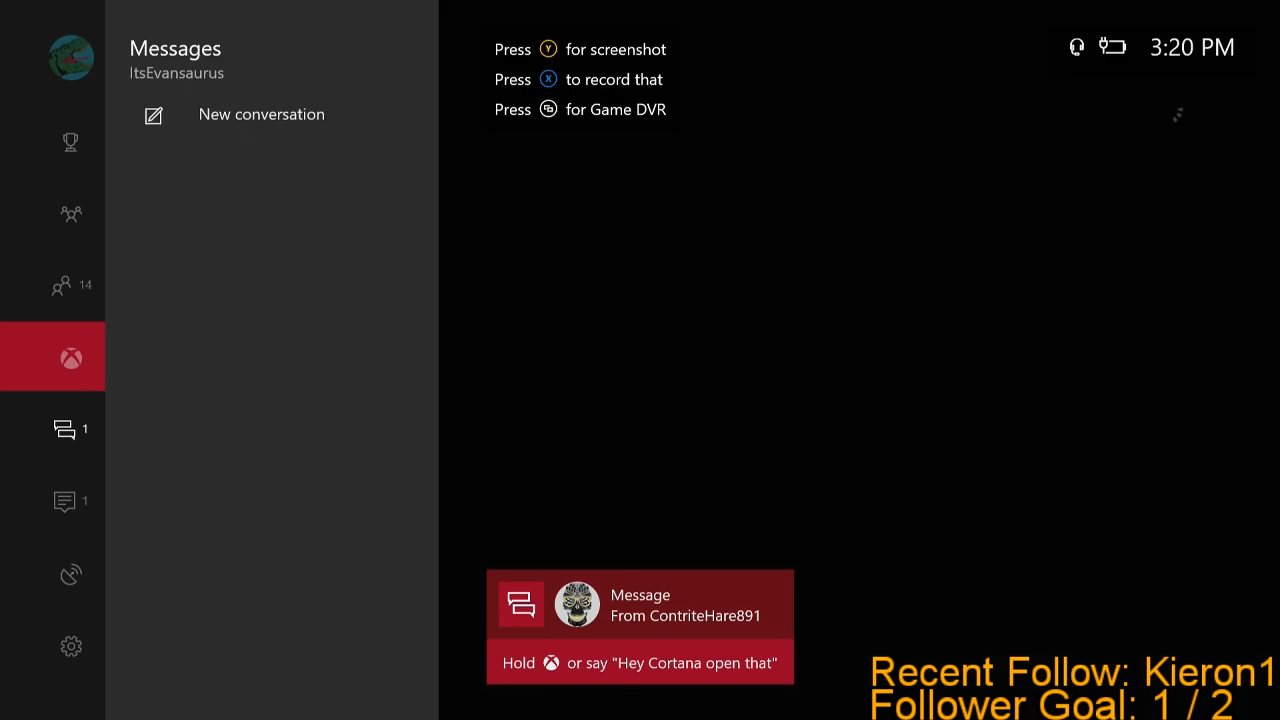 Messages
ItsEvansaurus
New conversation
14
1
1
Press Y for screenshot
Press X to record that
Press for Game DVR
3:20 PM
Message
From ContriteHare891
Hold or say "Hey Cortana open that"
Recent Follow: Kieron1
Follower Goal: 1 / 2